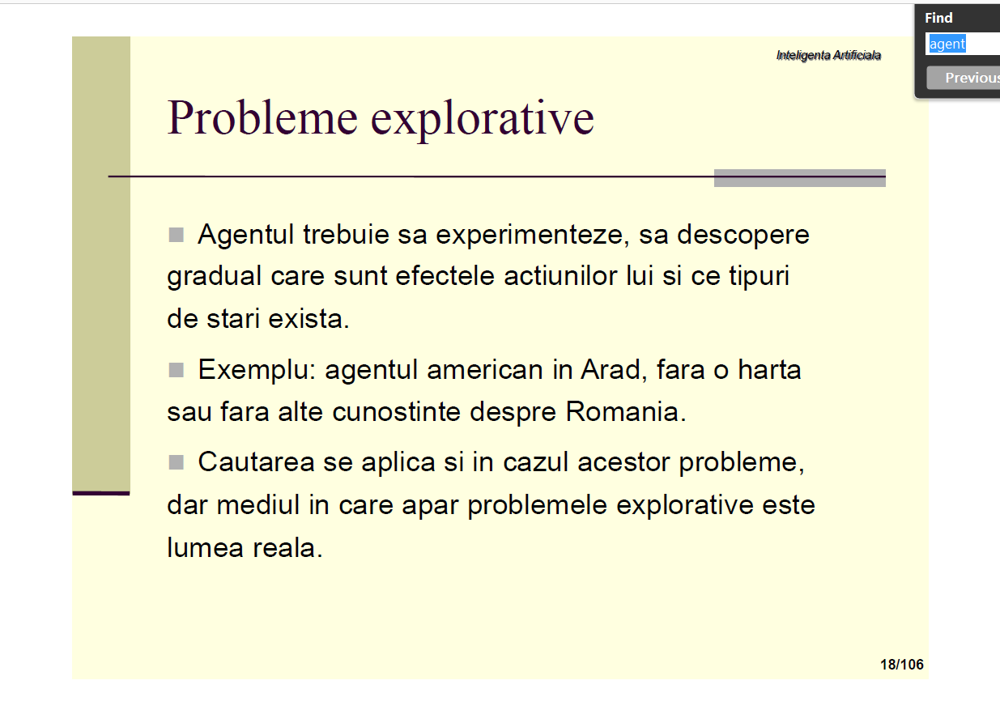 Find
agent
Previous
Inteligenta Artificiala
Probleme explorative
Agentul trebuie sa experimenteze, sa descopere
gradual care sunt efectele actiunilor lui si ce tipuri
de stari exista.
Exemplu: agentul american in Arad, fara o harta
sau fara alte cunostinte despre Romania.
Cautarea se aplica si in cazul acestor probleme,
dar mediul in care apar problemele explorative este
lumea reala.
18/106